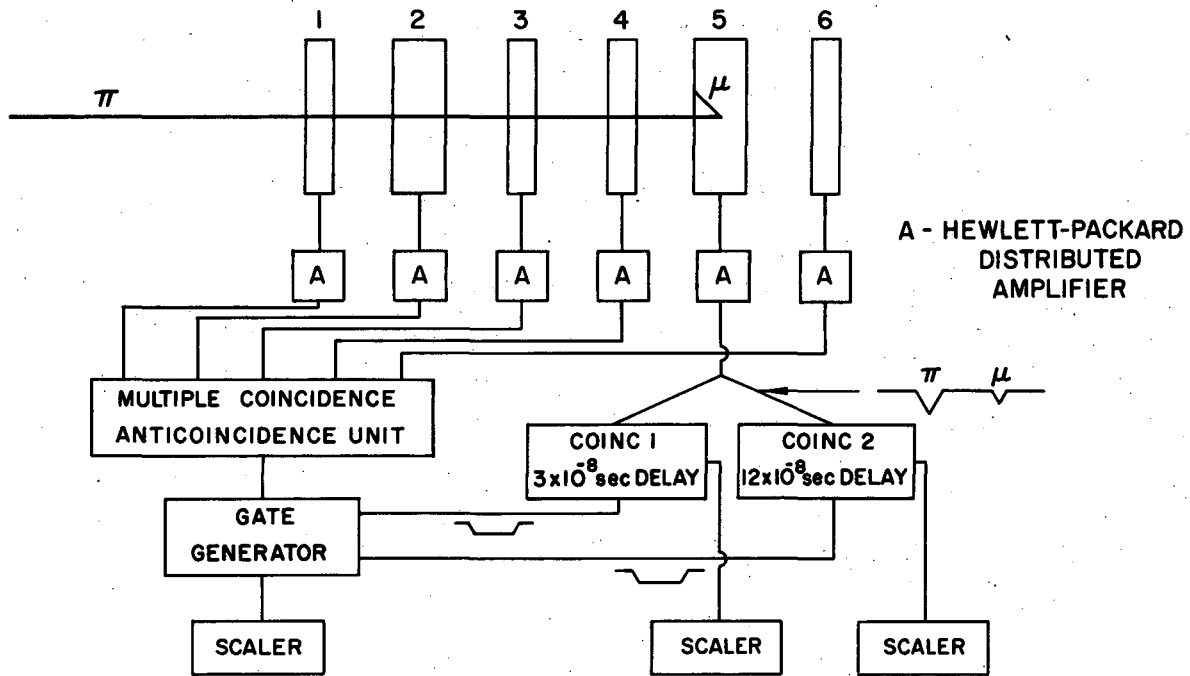 1 2 3 4 5 6
π
μ
A A A A A A
A - HEWLETT-PACKARD
DISTRIBUTED
AMPLIFIER
π μ
MULTIPLE COINCIDENCE
ANTICOINCIDENCE UNIT
COINC 1
3x10⁻⁸sec DELAY
COINC 2
12x10⁻⁸sec DELAY
GATE
GENERATOR
SCALER
SCALER
SCALER